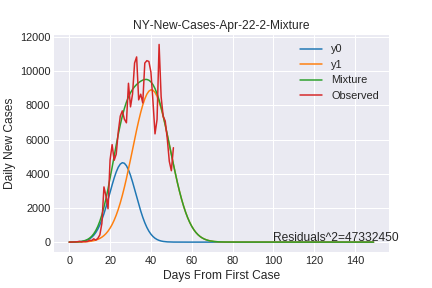 NY-New-Cases-Apr-22-2-Mixture
12000
10000
8000
6000
4000
2000
0
Daily New Cases
y0
y1
Mixture
Observed
Residuals^2=47332450
0 20 40 60 80 100 120 140
Days From First Case